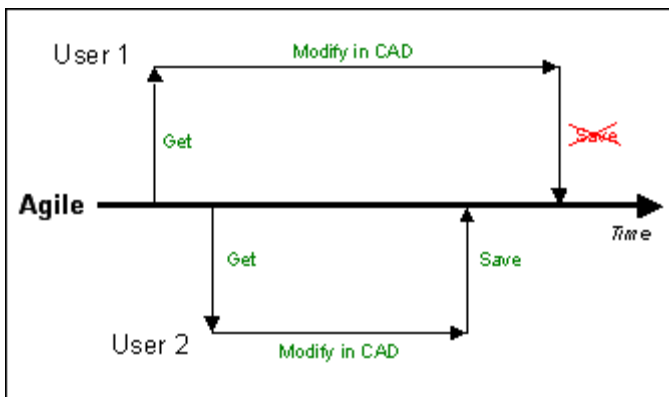 User 1
Modify in CAD
Get
Save
Agile
Time
Get
Save
User 2
Modify in CAD